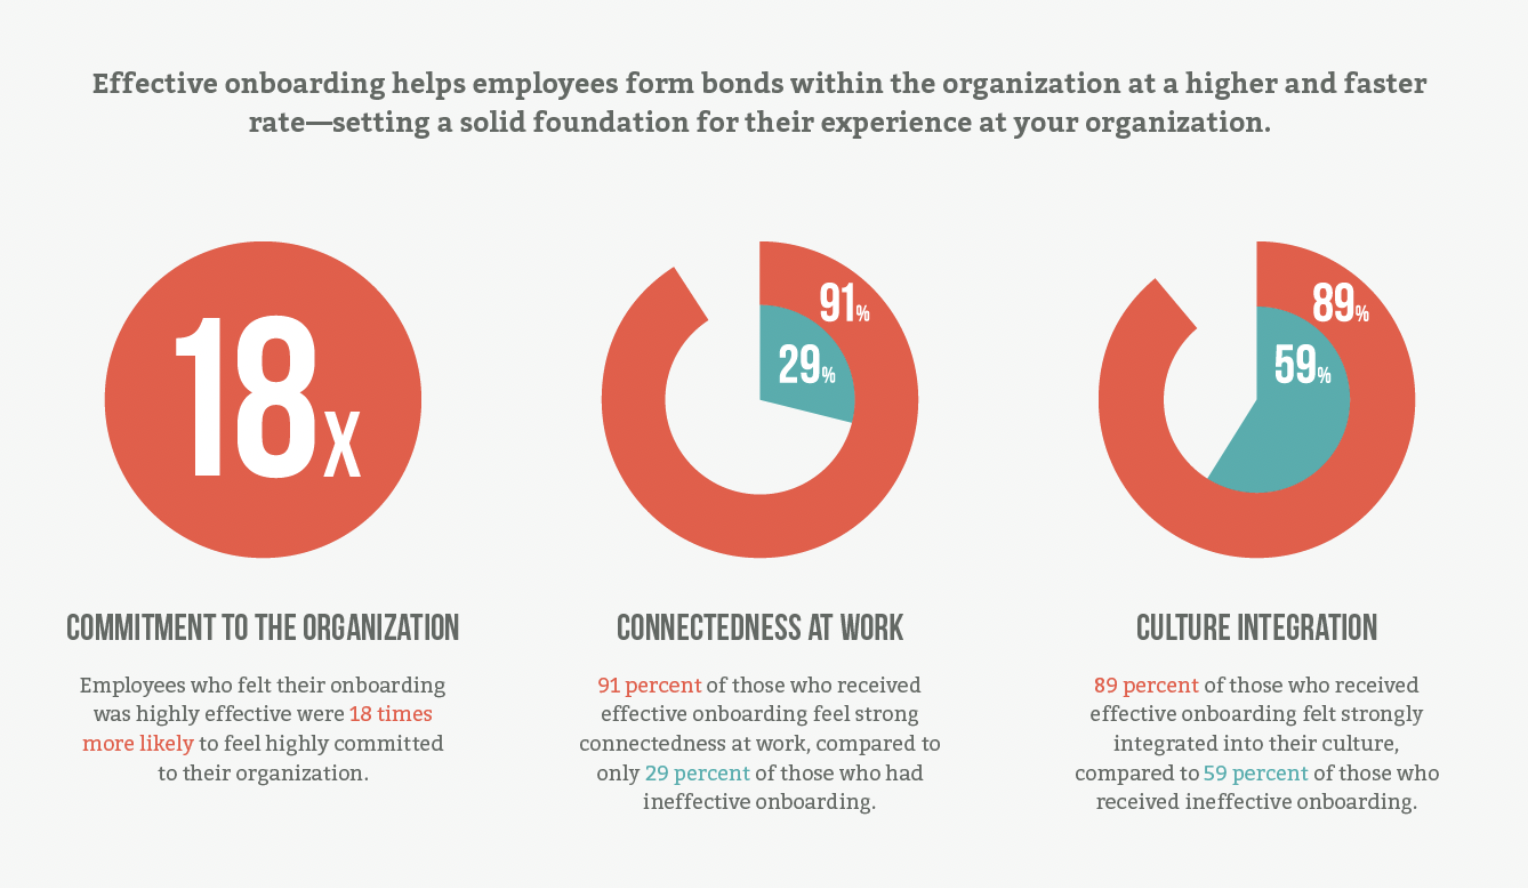 Effective onboarding helps employees form bonds within the organization at a higher and faster
rate—setting a solid foundation for their experience at your organization.
18x
91%
29%
89%
59%
COMMITMENT TO THE ORGANIZATION
Employees who felt their onboarding
was highly effective were 18 times
more likely to feel highly committed
to their organization.
CONNECTEDNESS AT WORK
91 percent of those who received
effective onboarding feel strong
connectedness at work, compared to
only 29 percent of those who had
ineffective onboarding.
CULTURE INTEGRATION
89 percent of those who received
effective onboarding felt strongly
integrated into their culture,
compared to 59 percent of those who
received ineffective onboarding.